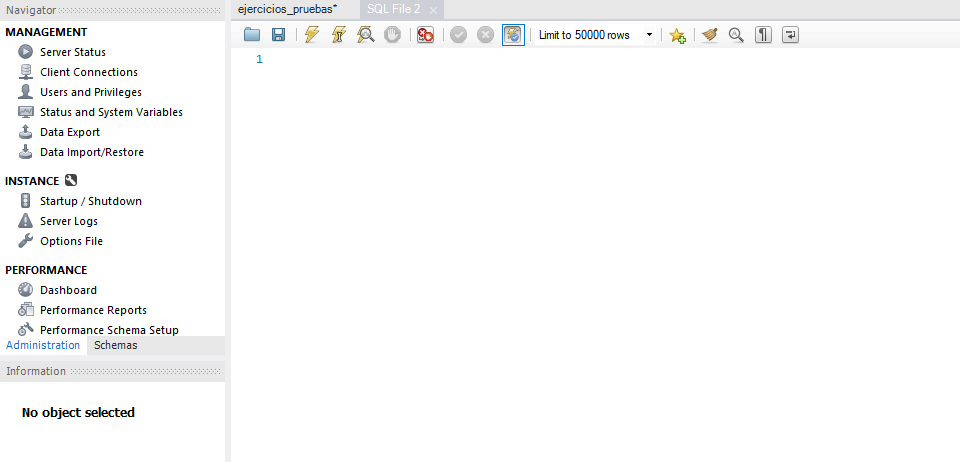 Navigator
MANAGEMENT
Server Status
Client Connections
Users and Privileges
Status and System Variables
Data Export
Data Import/Restore
INSTANCE
Startup / Shutdown
Server Logs
Options File
PERFORMANCE
Dashboard
Performance Reports
Performance Schema Setup
Administration Schemas
Information
No object selected
ejercicios_pruebas* SQL File 2
Limit to 50000 rows
1